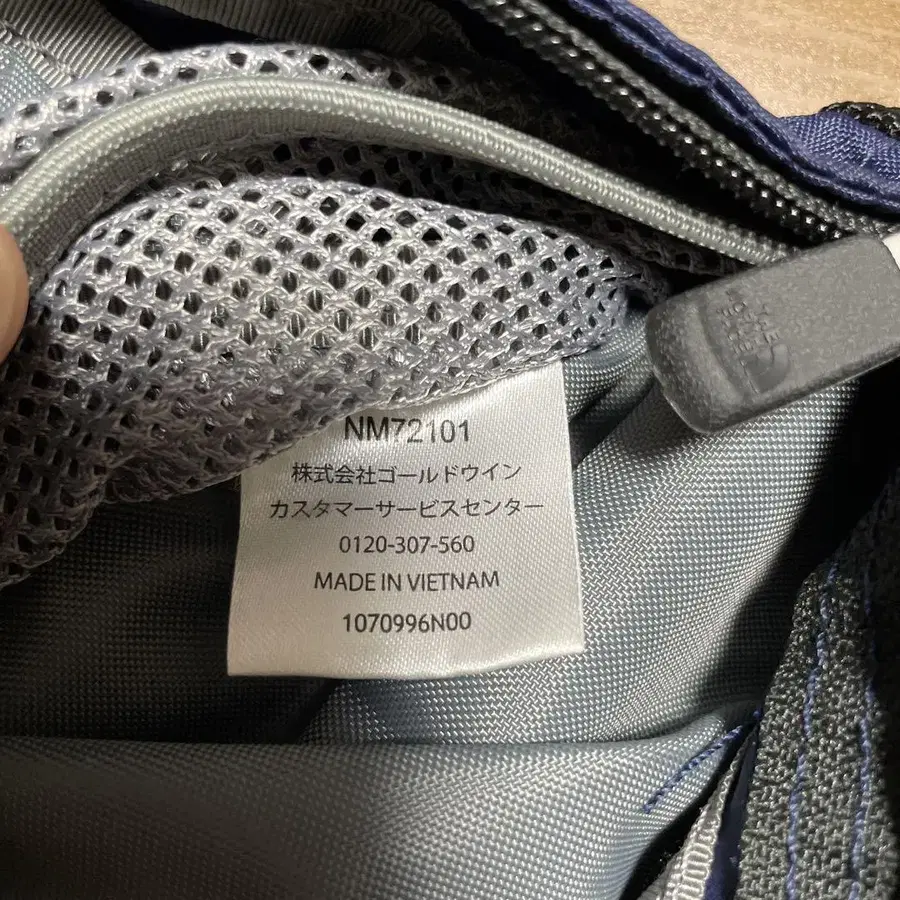 NM72101
株式会社ゴールドウイン
カスタマーサービスセンター
0120-307-560
MADE IN VIETNAM
1070996N00
THE
NORTH
FACE